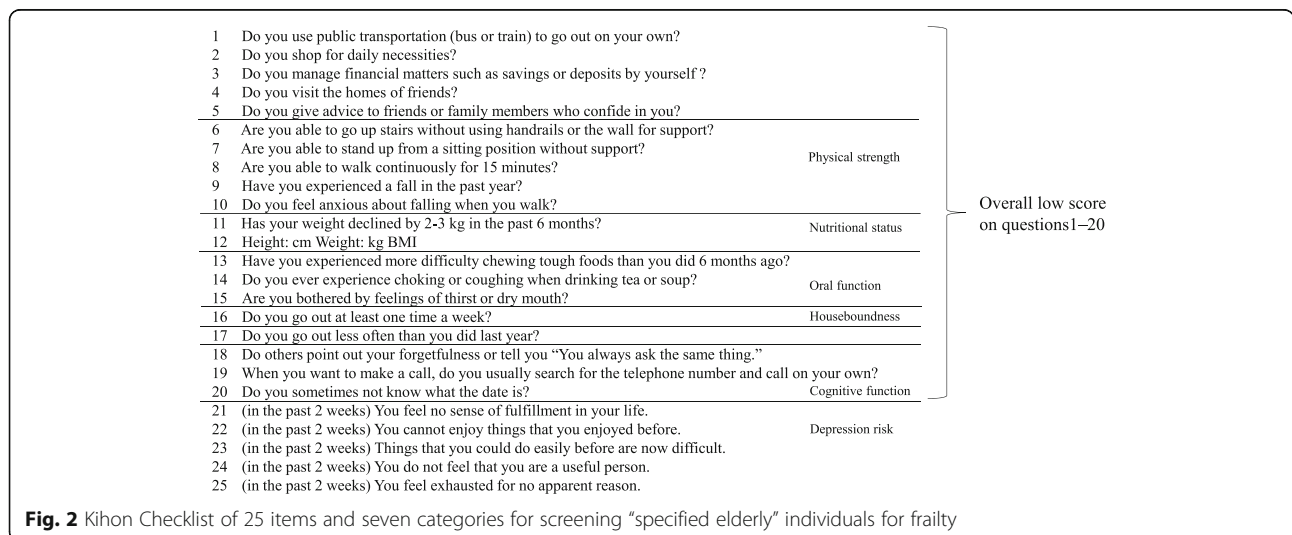 1 Do you use public transportation (bus or train) to go out on your own?
2 Do you shop for daily necessities?
3 Do you manage financial matters such as savings or deposits by yourself ?
4 Do you visit the homes of friends?
5 Do you give advice to friends or family members who confide in you?
6 Are you able to go up stairs without using handrails or the wall for support?
7 Are you able to stand up from a sitting position without support?
Physical strength
8 Are you able to walk continuously for 15 minutes?
9 Have you experienced a fall in the past year?
10 Do you feel anxious about falling when you walk?
11 Has your weight declined by 2-3 kg in the past 6 months?
Nutritional status
12 Height: cm Weight: kg BMI
13 Have you experienced more difficulty chewing tough foods than you did 6 months ago?
14 Do you ever experience choking or coughing when drinking tea or soup?
Oral function
15 Are you bothered by feelings of thirst or dry mouth?
16 Do you go out at least one time a week? Houseboundness
17 Do you go out less often than you did last year?
18 Do others point out your forgetfulness or tell you “You always ask the same thing.”
19 When you want to make a call, do you usually search for the telephone number and call on your own?
20 Do you sometimes not know what the date is? Cognitive function
21 (in the past 2 weeks) You feel no sense of fulfillment in your life.
22 (in the past 2 weeks) You cannot enjoy things that you enjoyed before. Depression risk
23 (in the past 2 weeks) Things that you could do easily before are now difficult.
24 (in the past 2 weeks) You do not feel that you are a useful person.
25 (in the past 2 weeks) You feel exhausted for no apparent reason.
Overall low score
on questions1–20
Fig. 2 Kihon Checklist of 25 items and seven categories for screening “specified elderly” individuals for frailty